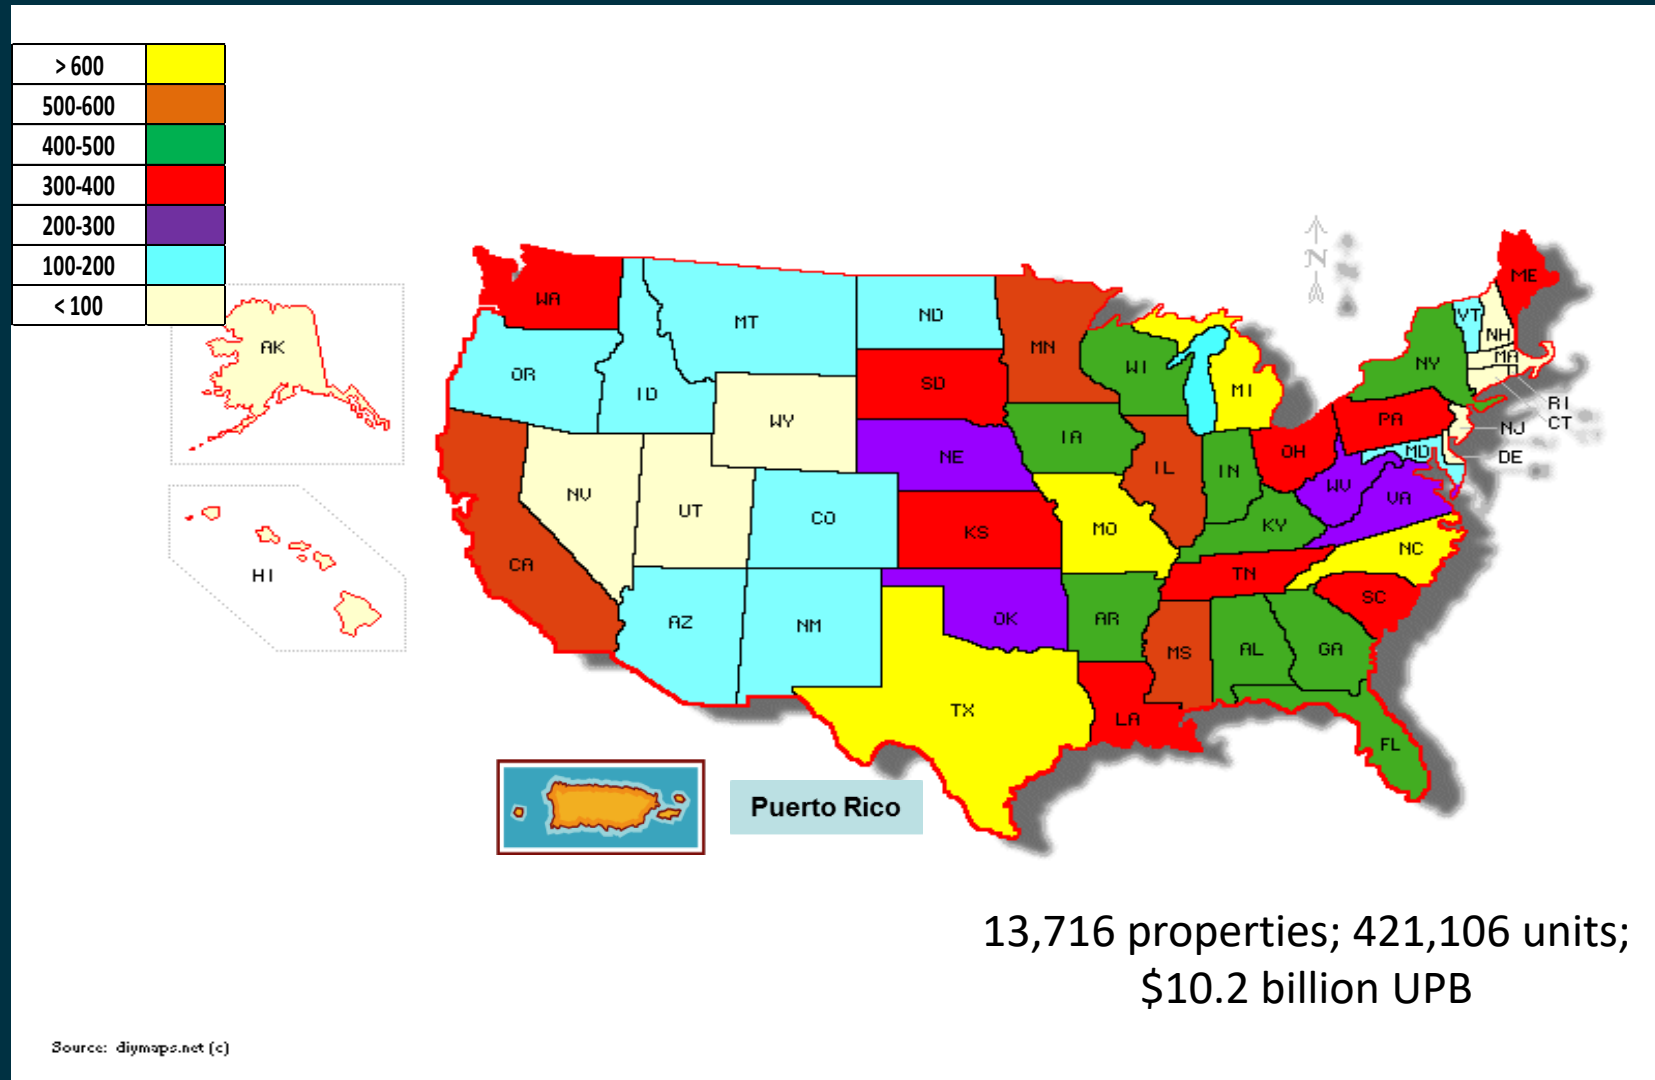 > 600
500-600
400-500
300-400
200-300
100-200
< 100
AK
HI
N
WA
OR
CA
ID
NV
MT
WY
UT
AZ
CO
NM
ND
SD
NE
KS
OK
TX
MN
IA
MO
AR
LA
WI
IL
MS
MI
IN
KY
TN
AL
OH
WV
VA
NC
SC
GA
FL
PA
NY
MD
VT
NH
MA
ME
RI
CT
NJ
DE
Puerto Rico
13,716 properties; 421,106 units;
$10.2 billion UPB
Source: diymaps.net (c)